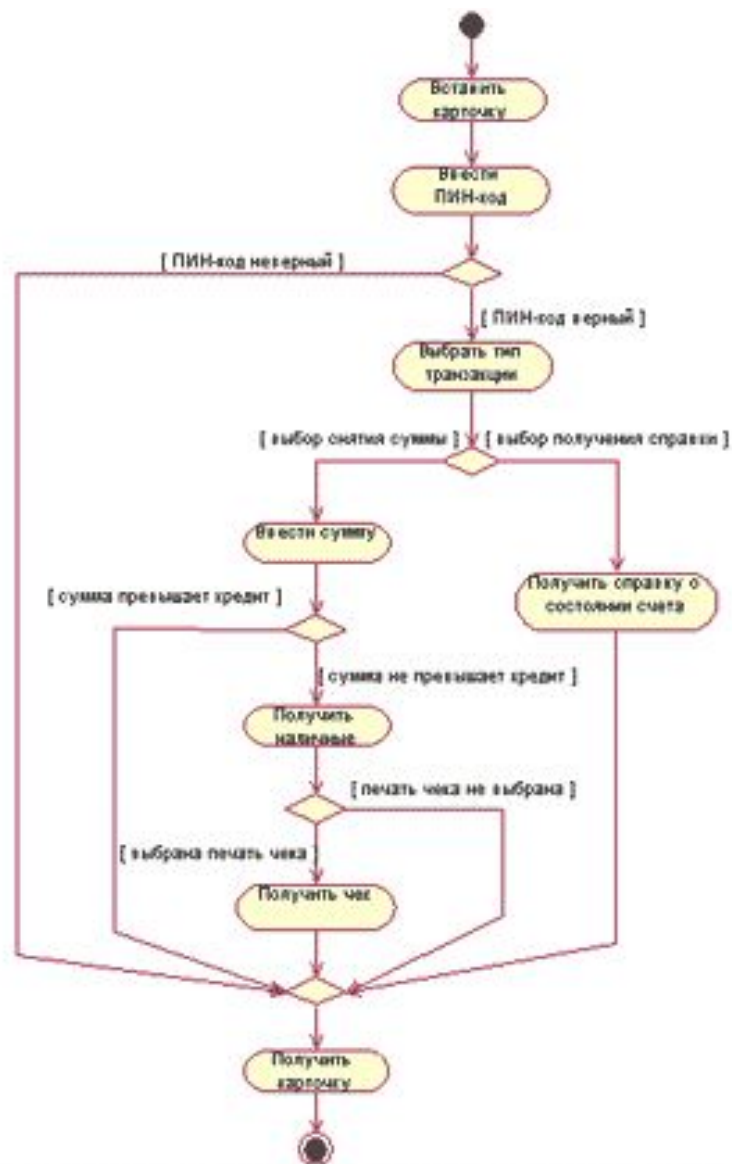 Вставить
карточку
Ввести
ПИН-код
[ ПИН-код неверный ]
[ ПИН-код верный ]
Выбрать тип
транзакции
[ выбор снятия суммы ]
[ выбор получения справки ]
Ввести сумму
Получить справку о
состоянии счета
[ сумма превышает кредит ]
[ сумма не превышает кредит ]
Получить
наличные
[ печать чека не выбрана ]
[ выбрана печать чека ]
Получить чек
Получить
карточку